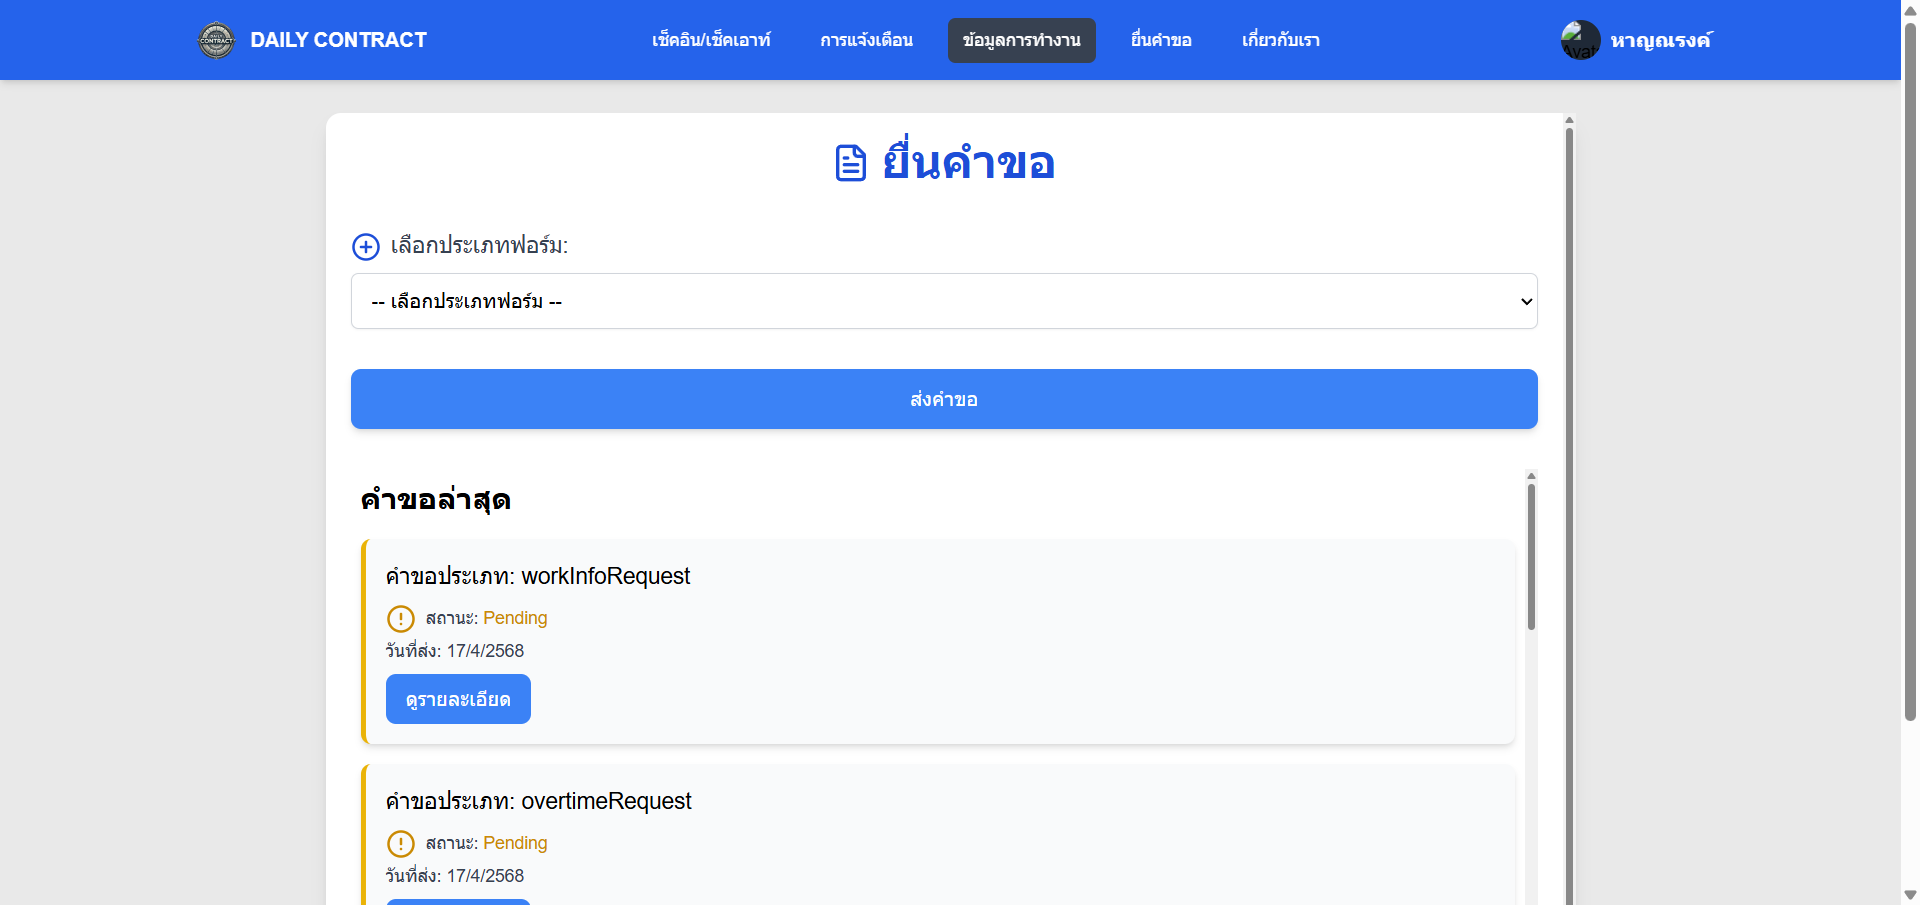 DAILY CONTRACT
เช็คอิน/เช็คเอาท์
การแจ้งเตือน
ข้อมูลการทำงาน
ยื่นคำขอ
เกี่ยวกับเรา
หาญณรงค์
ยื่นคำขอ
เลือกประเภทฟอร์ม:
-- เลือกประเภทฟอร์ม --
ส่งคำขอ
คำขอล่าสุด
คำขอประเภท: workInfoRequest
สถานะ: Pending
วันที่ส่ง: 17/4/2568
ดูรายละเอียด
คำขอประเภท: overtimeRequest
สถานะ: Pending
วันที่ส่ง: 17/4/2568